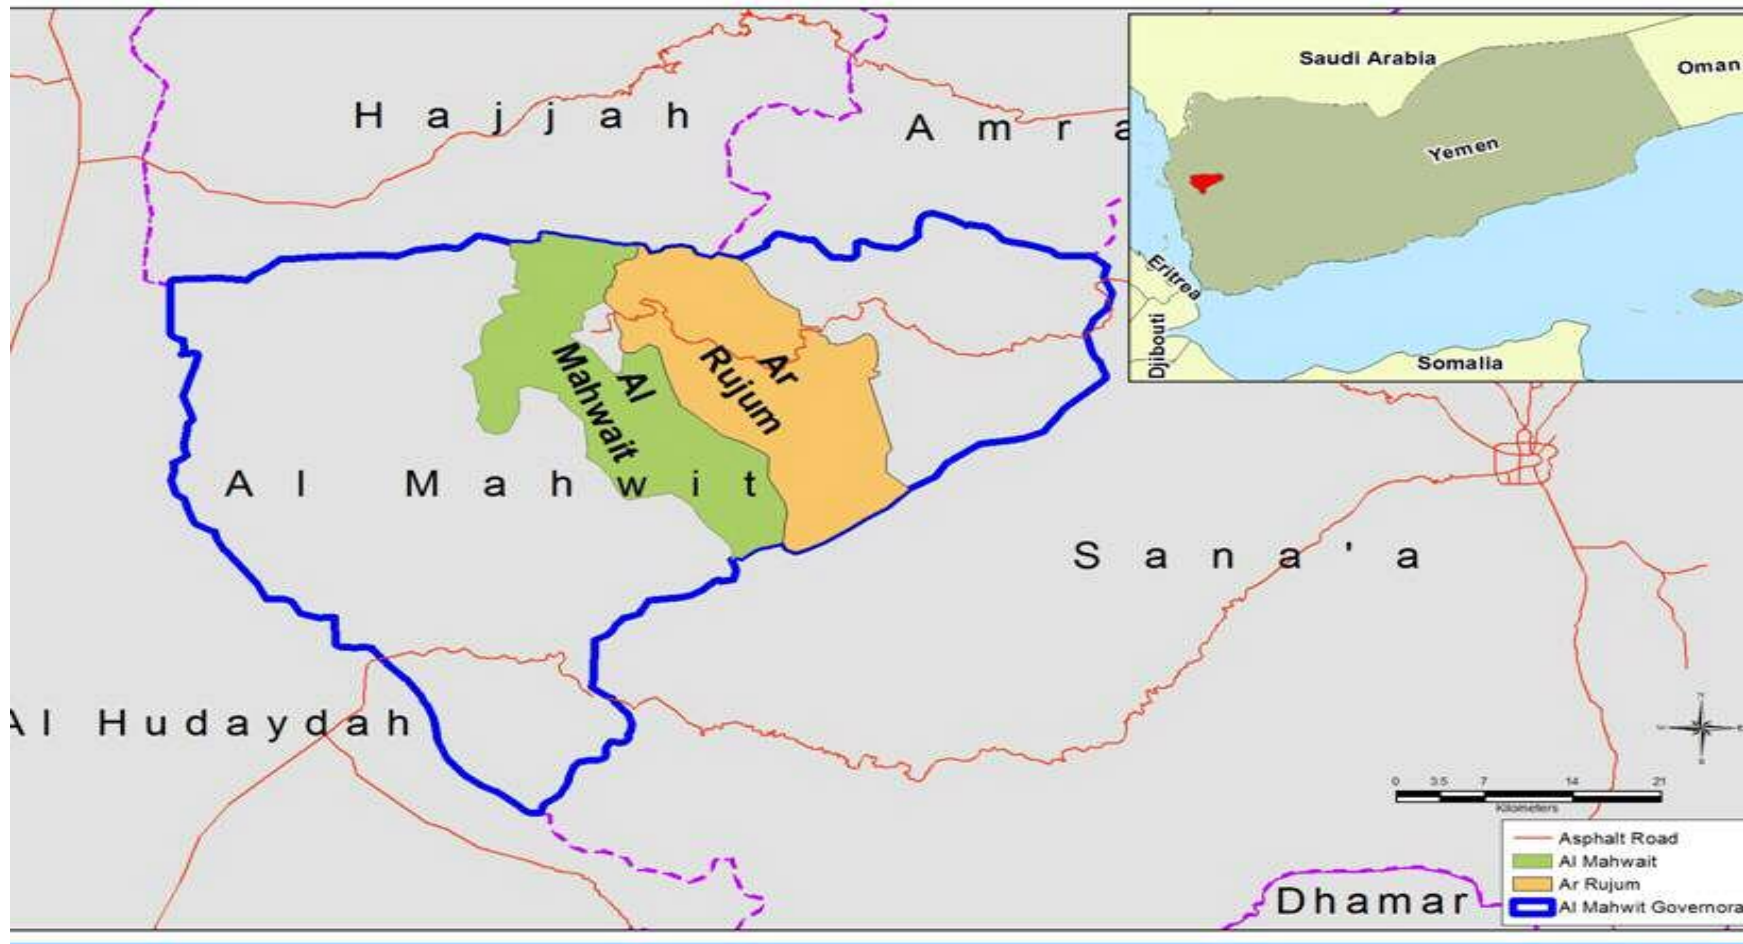 Hajjah
Amra
Al Mahwit
Sana'a
Al Hudaydah
Dhamar
Al
Mahwait
Ar
Rujum
Saudi Arabia
Oman
Yemen
Eritrea
Djibouti
Somalia
0 3.5 7 14 21
Kilometers
Asphalt Road
Al Mahwait
Ar Rujum
Al Mahwit Governora